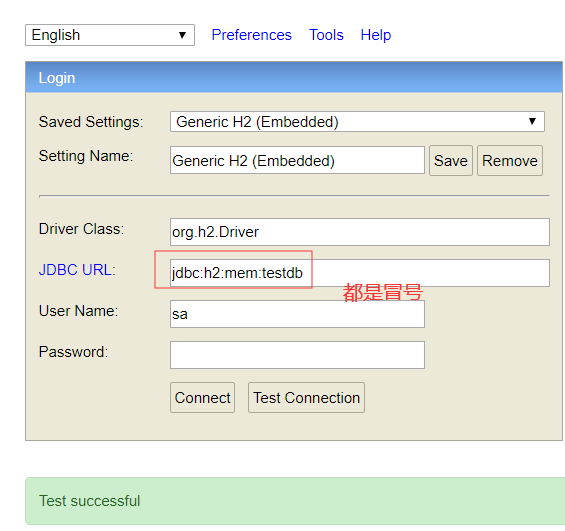 English Preferences Tools Help
Login
Saved Settings: Generic H2 (Embedded)
Setting Name: Generic H2 (Embedded) Save Remove
Driver Class: org.h2.Driver
JDBC URL: jdbc:h2:mem:testdb
都是冒号
User Name: sa
Password:
Connect Test Connection
Test successful